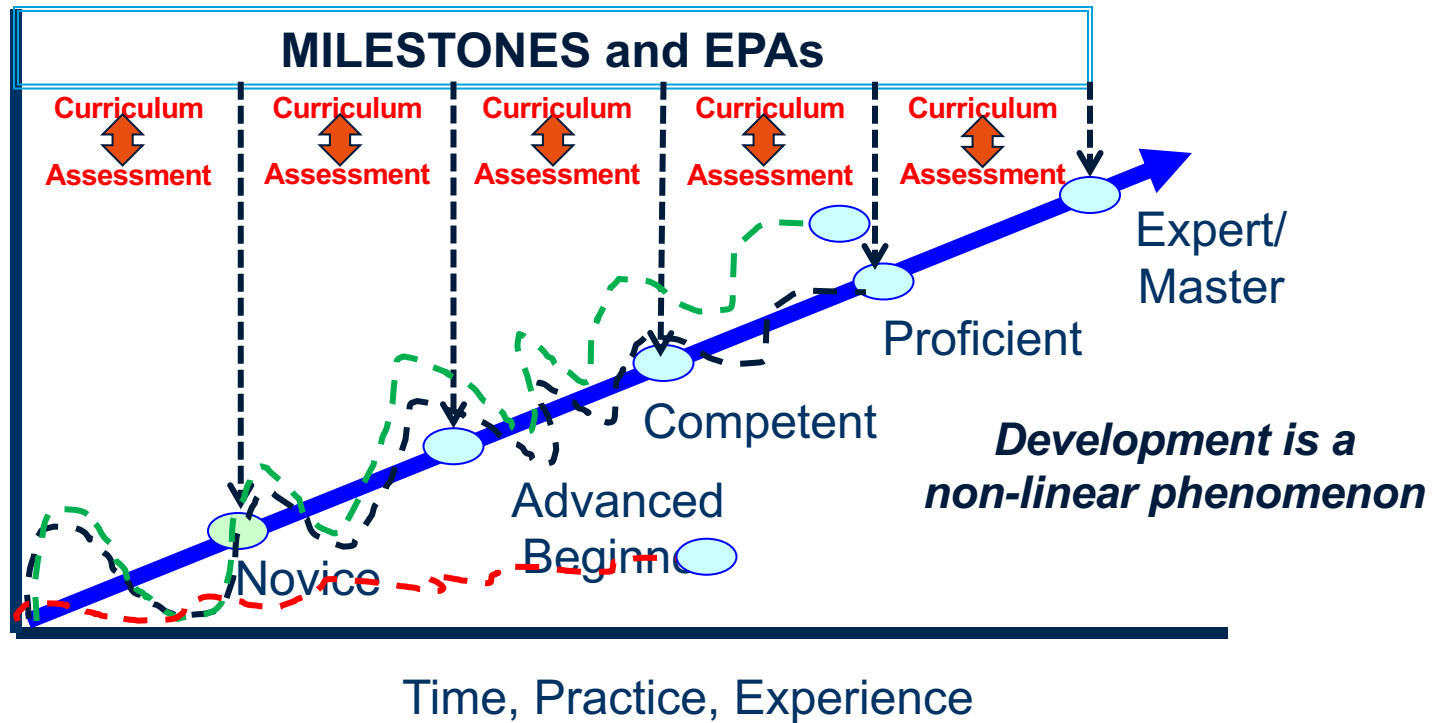 MILESTONES and EPAs
Curriculum Curriculum Curriculum Curriculum Curriculum
Assessment Assessment Assessment Assessment Assessment
Expert/
Master
Proficient
Competent
Development is a
non-linear phenomenon
Advanced
Beginner
Novice
Time, Practice, Experience